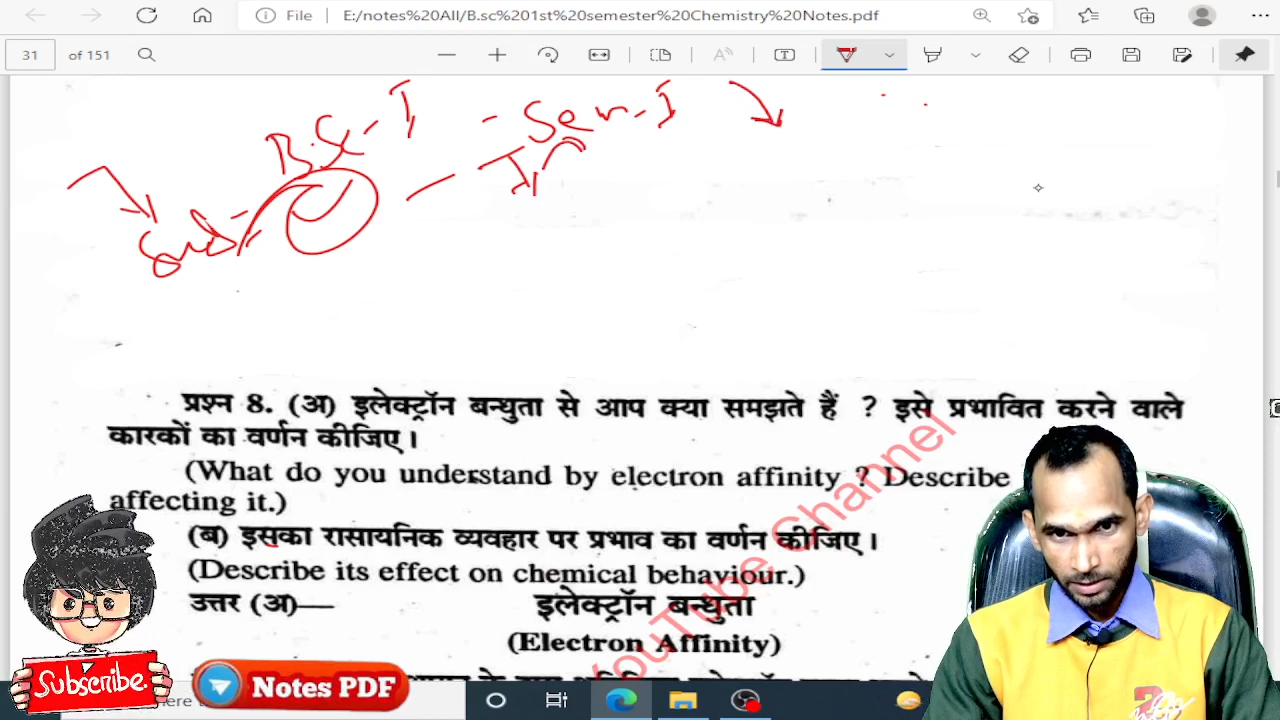 File E:/notes%20All/B.sc%201st%20semester%20Chemistry%20Notes.pdf
31 of 151
B.Sc - I - Sem - I
प्रश्न 8. (अ) इलेक्ट्रॉन बन्धुता से आप क्या समझते हैं ? इसे प्रभावित करने वाले
कारकों का वर्णन कीजिए।
(What do you understand by electron affinity ? Describe
affecting it.)
(ब) इसका रासायनिक व्यवहार पर प्रभाव का वर्णन कीजिए।
(Describe its effect on chemical behaviour.)
उत्तर (अ)— इलेक्ट्रॉन बन्धुता
(Electron Affinity)
YouTube Channel
Subscribe
Notes PDF
here to